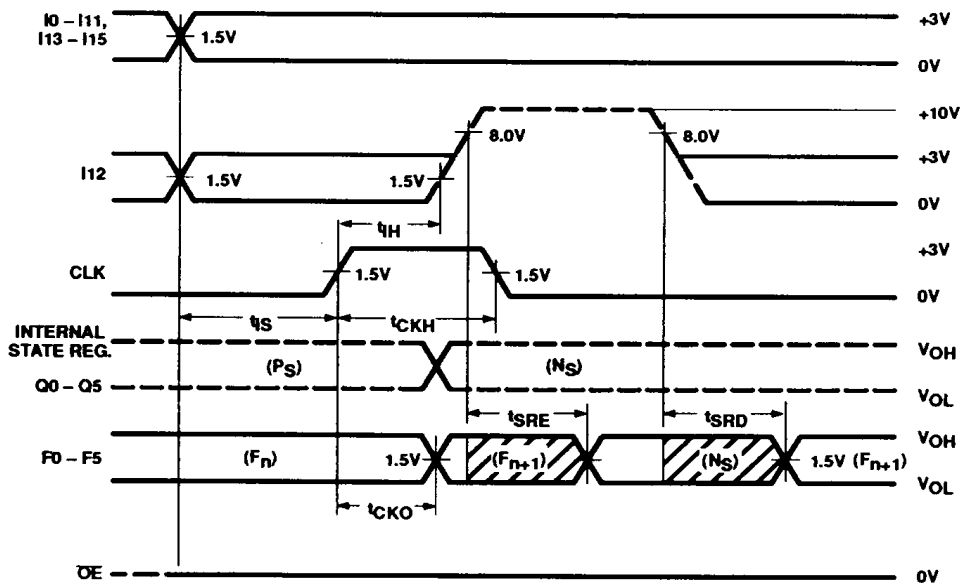 I0 – I11,
I13 – I15
1.5V
+3V
0V
+10V
8.0V
8.0V
+3V
I12
1.5V
1.5V
0V
tIH
+3V
CLK
1.5V
1.5V
0V
tIS
tCKH
INTERNAL
STATE REG.
VOH
(PS)
(NS)
Q0 – Q5
VOL
tSRE
tSRD
VOH
F0 – F5
(Fn)
1.5V
(Fn+1)
(NS)
1.5V (Fn+1)
VOL
tCKO
OE
0V